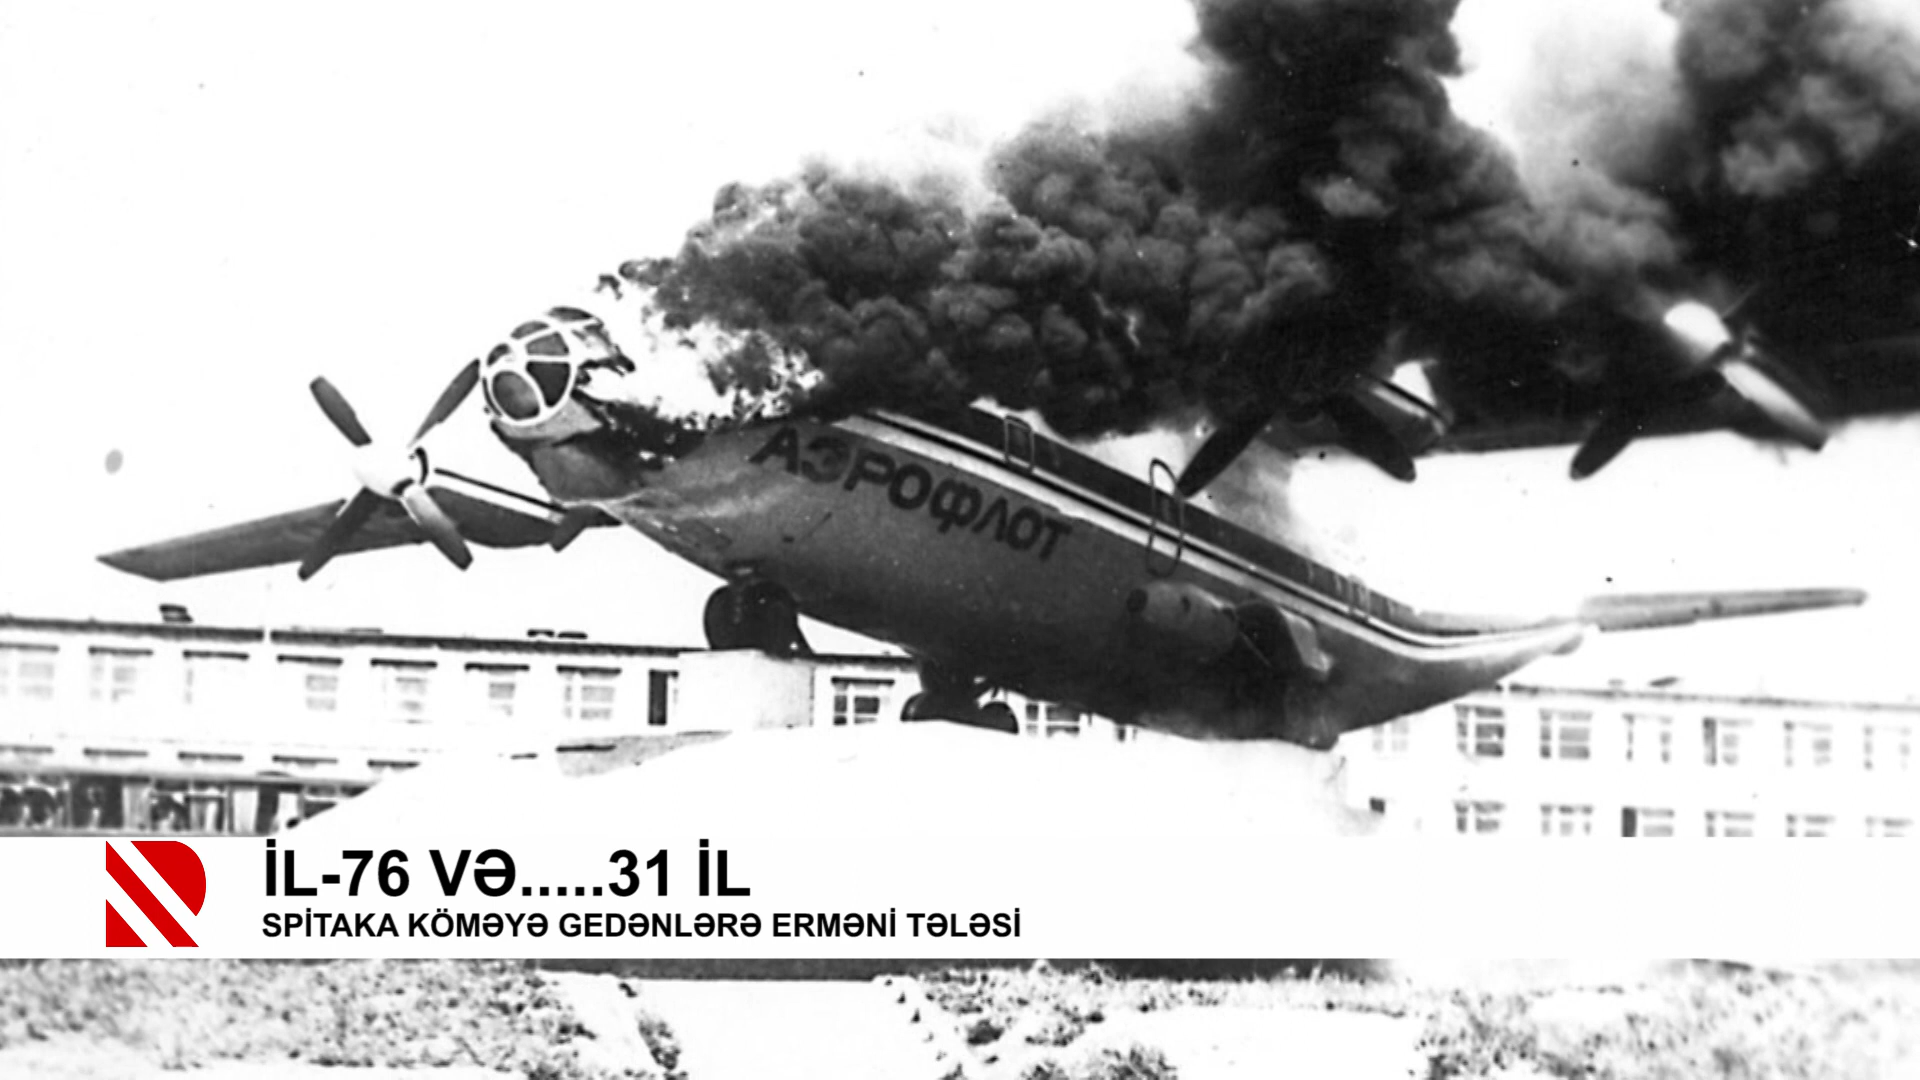 АЭРОФЛОТ
İL-76 VƏ.....31 İL
SPİTAKA KÖMƏYƏ GEDƏNLƏRƏ ERMƏNİ TƏLƏSİ